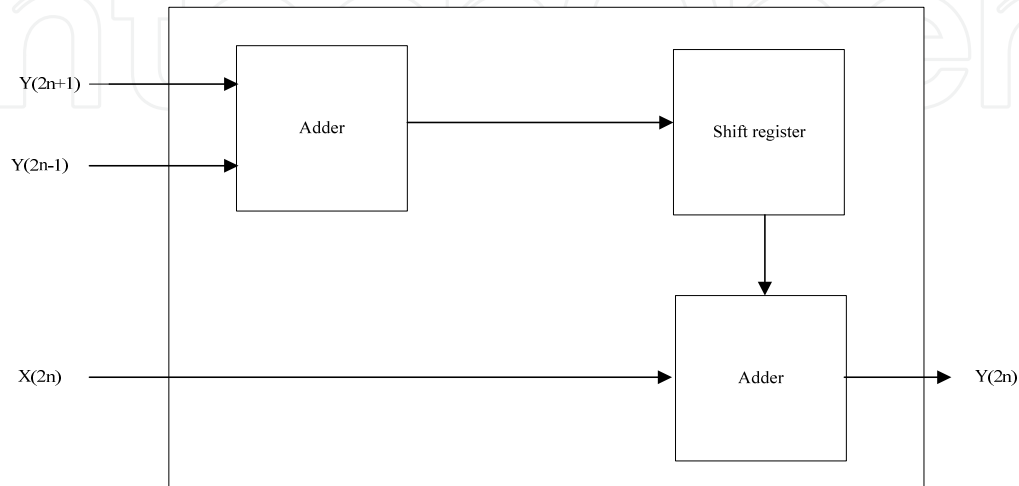 Y(2n+1)
Adder
Shift register
Y(2n-1)
X(2n)
Adder
Y(2n)